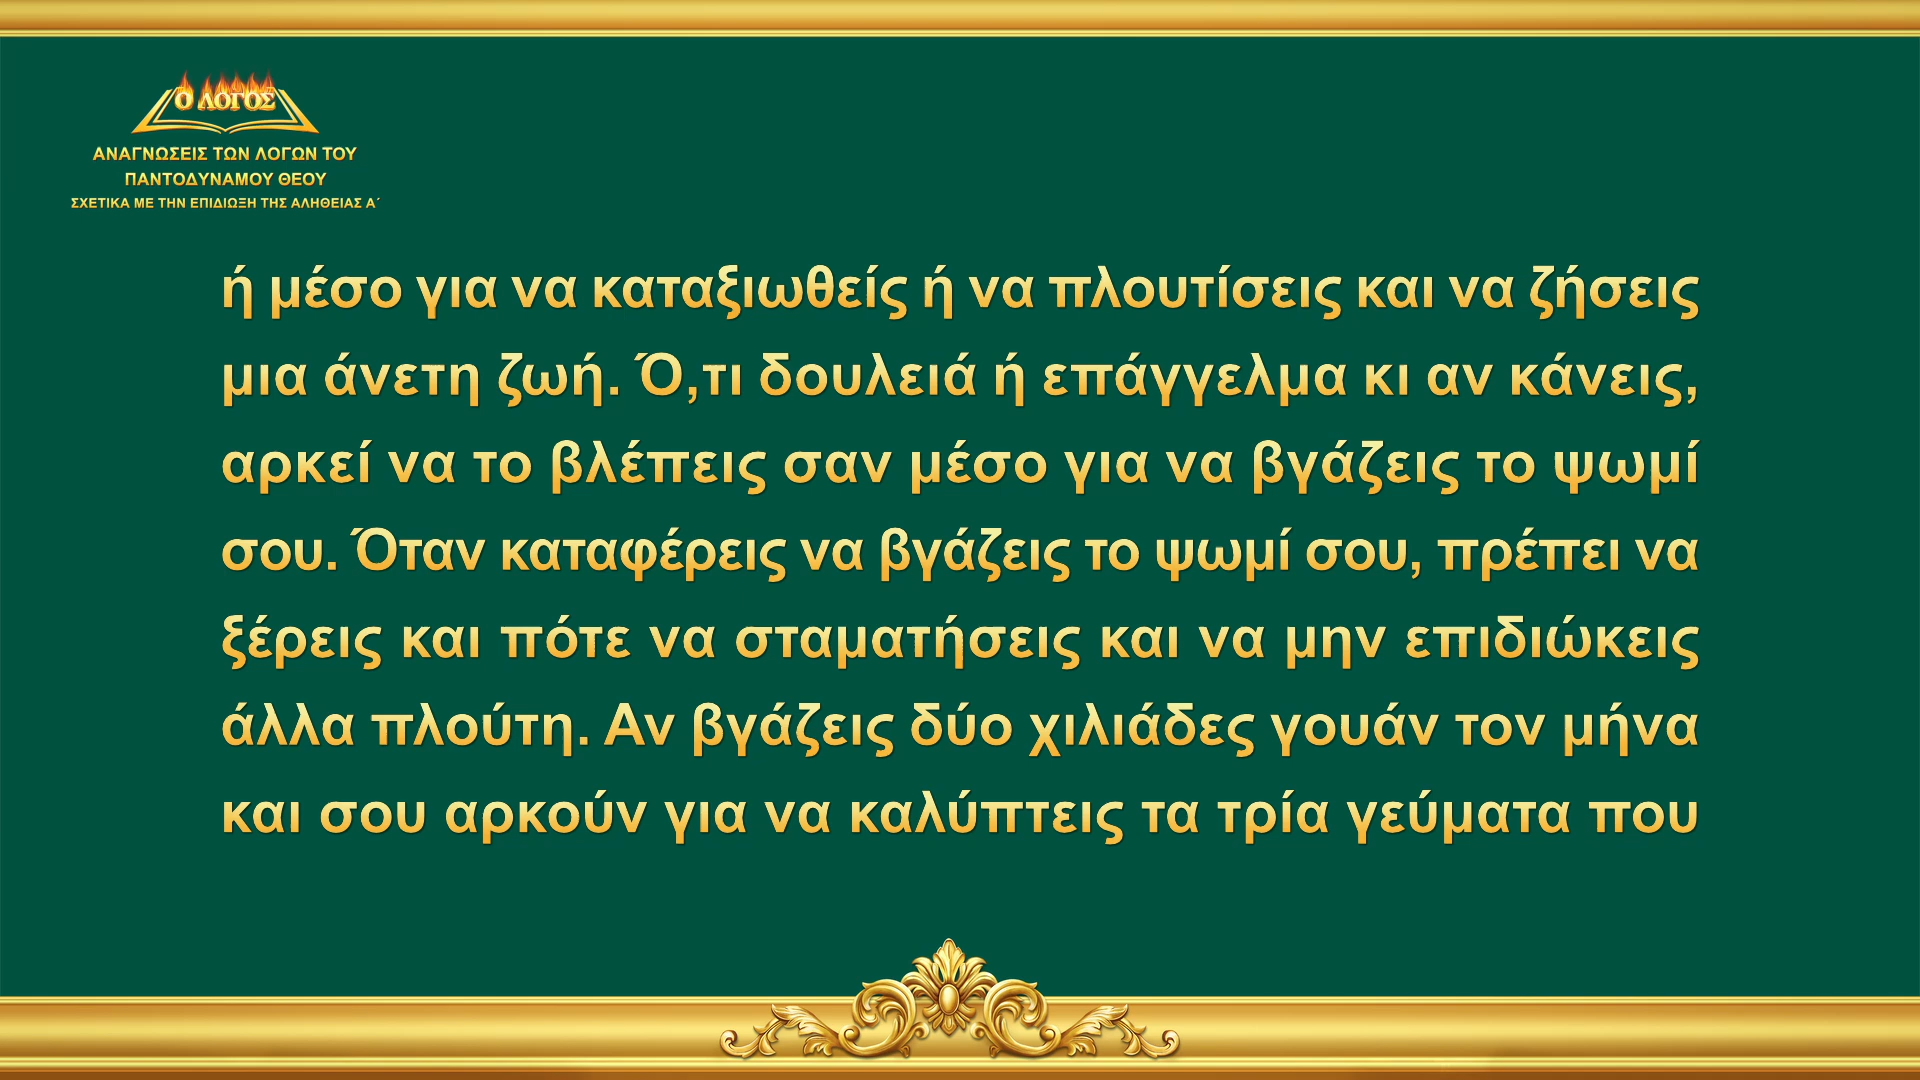 Ο ΛΟΓΟΣ
ΑΝΑΓΝΩΣΕΙΣ ΤΩΝ ΛΟΓΩΝ ΤΟΥ
ΠΑΝΤΟΔΥΝΑΜΟΥ ΘΕΟΥ
ΣΧΕΤΙΚΑ ΜΕ ΤΗΝ ΕΠΙΔΙΩΞΗ ΤΗΣ ΑΛΗΘΕΙΑΣ Α΄
ή μέσο για να καταξιωθείς ή να πλουτίσεις και να ζήσεις
μια άνετη ζωή. Ό,τι δουλειά ή επάγγελμα κι αν κάνεις,
αρκεί να το βλέπεις σαν μέσο για να βγάζεις το ψωμί
σου. Όταν καταφέρεις να βγάζεις το ψωμί σου, πρέπει να
ξέρεις και πότε να σταματήσεις και να μην επιδιώκεις
άλλα πλούτη. Αν βγάζεις δύο χιλιάδες γουάν τον μήνα
και σου αρκούν για να καλύπτεις τα τρία γεύματα που